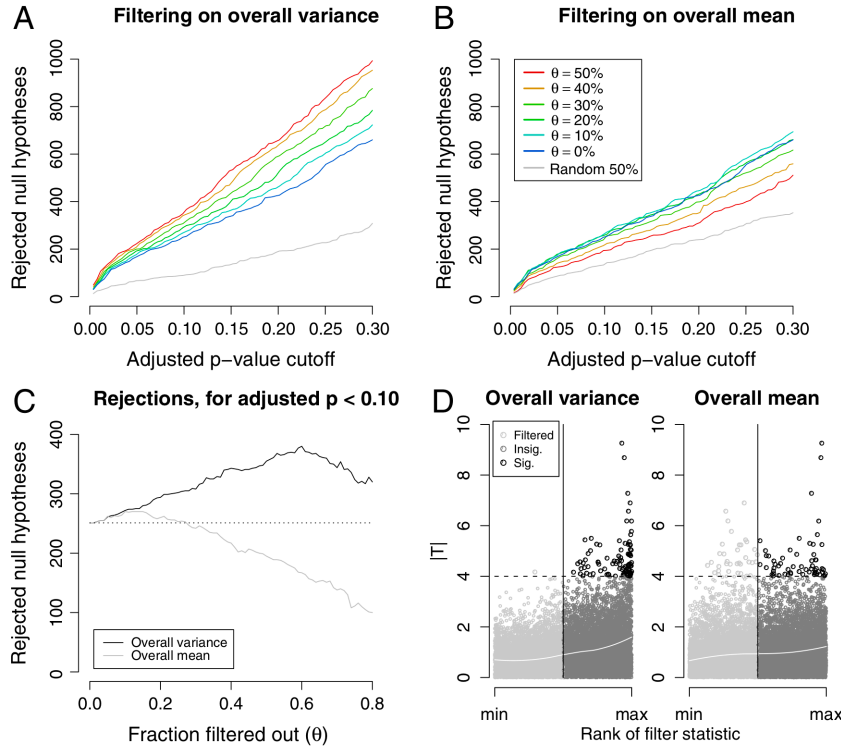 A
Filtering on overall variance
Rejected null hypotheses
0 200 400 600 800 1000
0.00 0.05 0.10 0.15 0.20 0.25 0.30
Adjusted p−value cutoff
B
Filtering on overall mean
Rejected null hypotheses
0 200 400 600 800 1000
θ = 50%
θ = 40%
θ = 30%
θ = 20%
θ = 10%
θ = 0%
Random 50%
0.00 0.05 0.10 0.15 0.20 0.25 0.30
Adjusted p−value cutoff
C
Rejections, for adjusted p < 0.10
Rejected null hypotheses
0 100 200 300 400
Overall variance
Overall mean
0.0 0.2 0.4 0.6 0.8
Fraction filtered out (θ)
D
Overall variance
|T|
0 2 4 6 8 10
Filtered
Insig.
Sig.
min max
Overall mean
0 2 4 6 8 10
min max
Rank of filter statistic